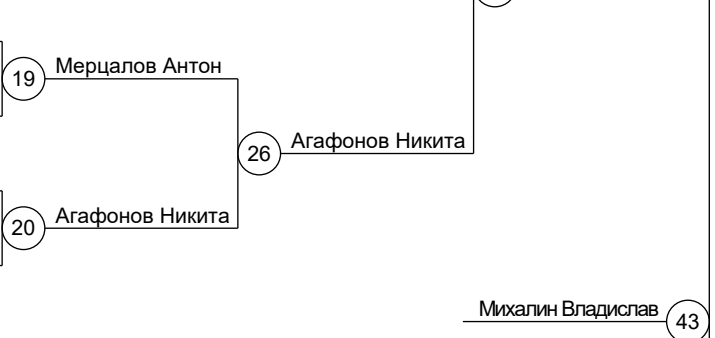 19 Мерцалов Антон
26 Агафонов Никита
20 Агафонов Никита
Михалин Владислав 43